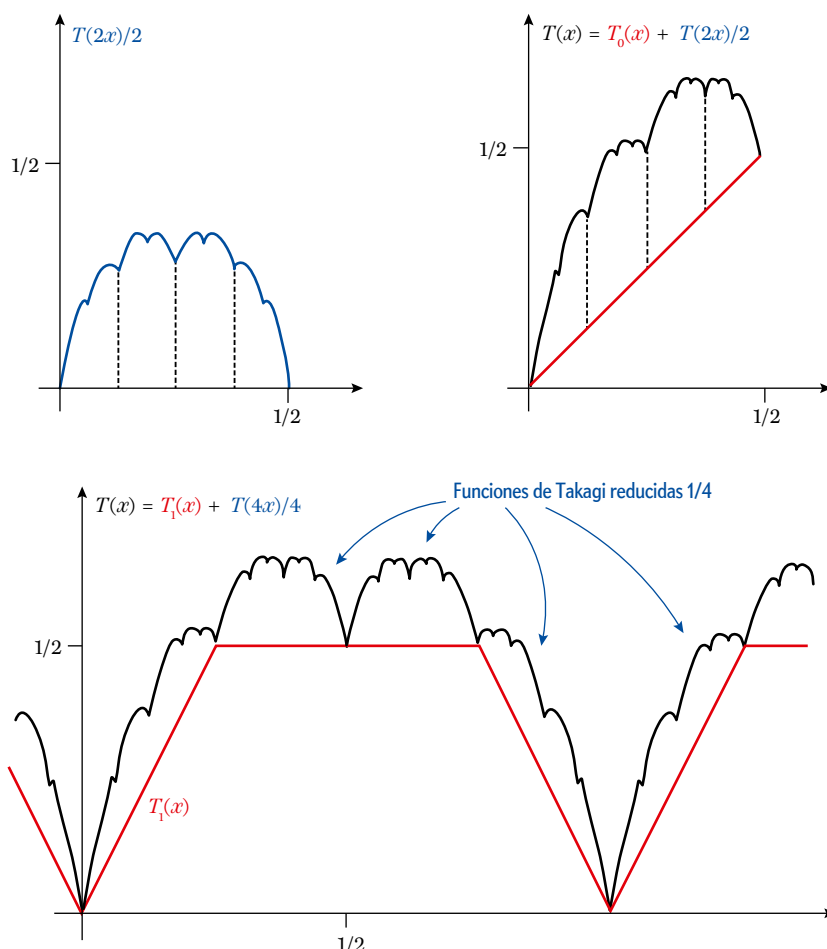 T(2x)/2
1/2
1/2
T(x) = T₀(x) + T(2x)/2
1/2
1/2
T(x) = T₁(x) + T(4x)/4
Funciones de Takagi reducidas 1/4
1/2
T₁(x)
1/2